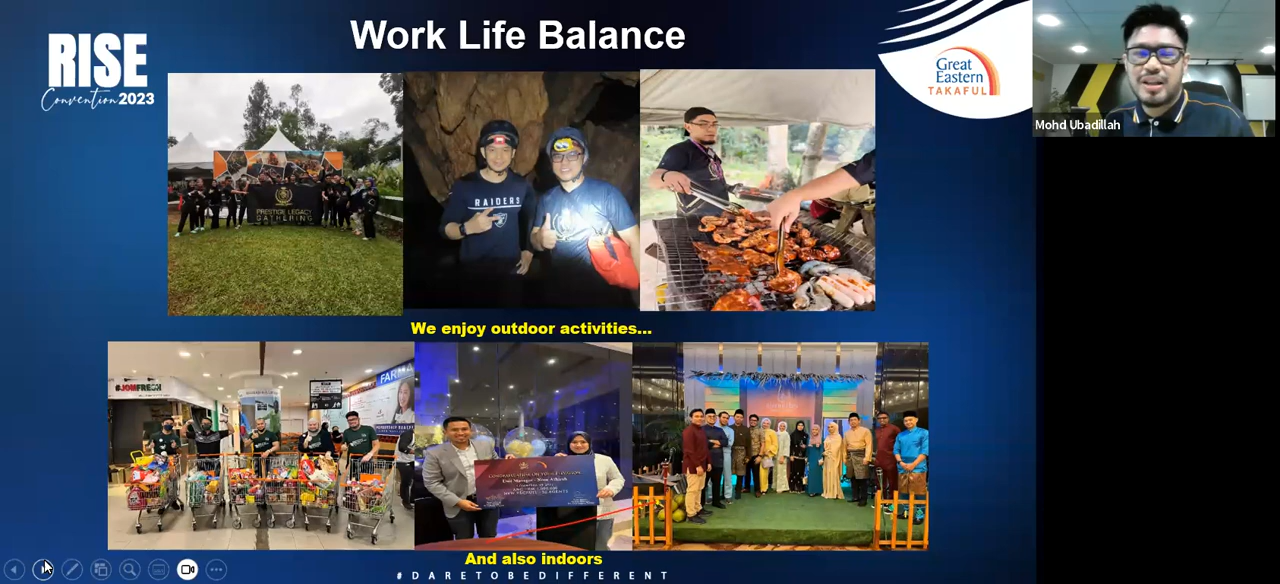 Work Life Balance
RISE
Convention 2023
Great
Eastern
TAKAFUL
Mohd Ubadillah
PRESTIGE LEGACY
GATHERING
RAIDERS
We enjoy outdoor activities...
#JOMFRESH
FARMA
And also indoors
#DARETOBEDIFFERENT